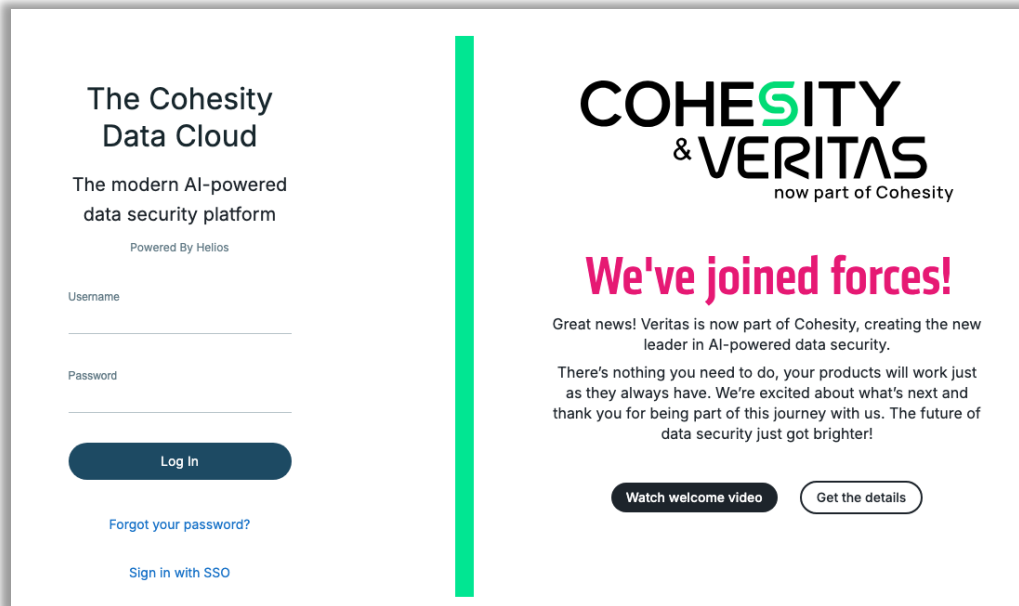 The Cohesity
Data Cloud
The modern AI-powered
data security platform
Powered By Helios
Username
Password
Log In
Forgot your password?
Sign in with SSO
COHESITY
& VERITAS
now part of Cohesity
We've joined forces!
Great news! Veritas is now part of Cohesity, creating the new
leader in AI-powered data security.
There’s nothing you need to do, your products will work just
as they always have. We’re excited about what’s next and
thank you for being part of this journey with us. The future of
data security just got brighter!
Watch welcome video
Get the details